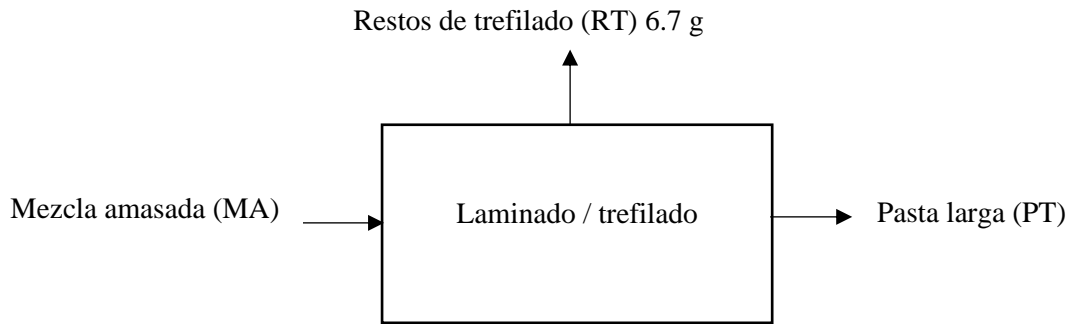 Restos de trefilado (RT) 6.7 g
Mezcla amasada (MA)
Laminado / trefilado
Pasta larga (PT)